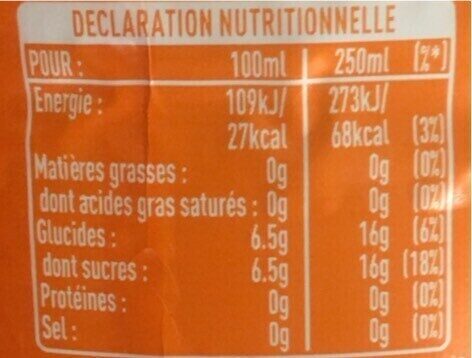 DECLARATION NUTRITIONNELLE
POUR : 100ml 250ml (%*)
Energie : 109kJ/ 273kJ/
27kcal 68kcal (3%)
Matières grasses : 0g 0g (0%)
dont acides gras saturés : 0g 0g (0%)
Glucides : 6.5g 16g (6%)
dont sucres : 6.5g 16g (18%)
Protéines : 0g 0g (0%)
Sel : 0g 0g (0%)